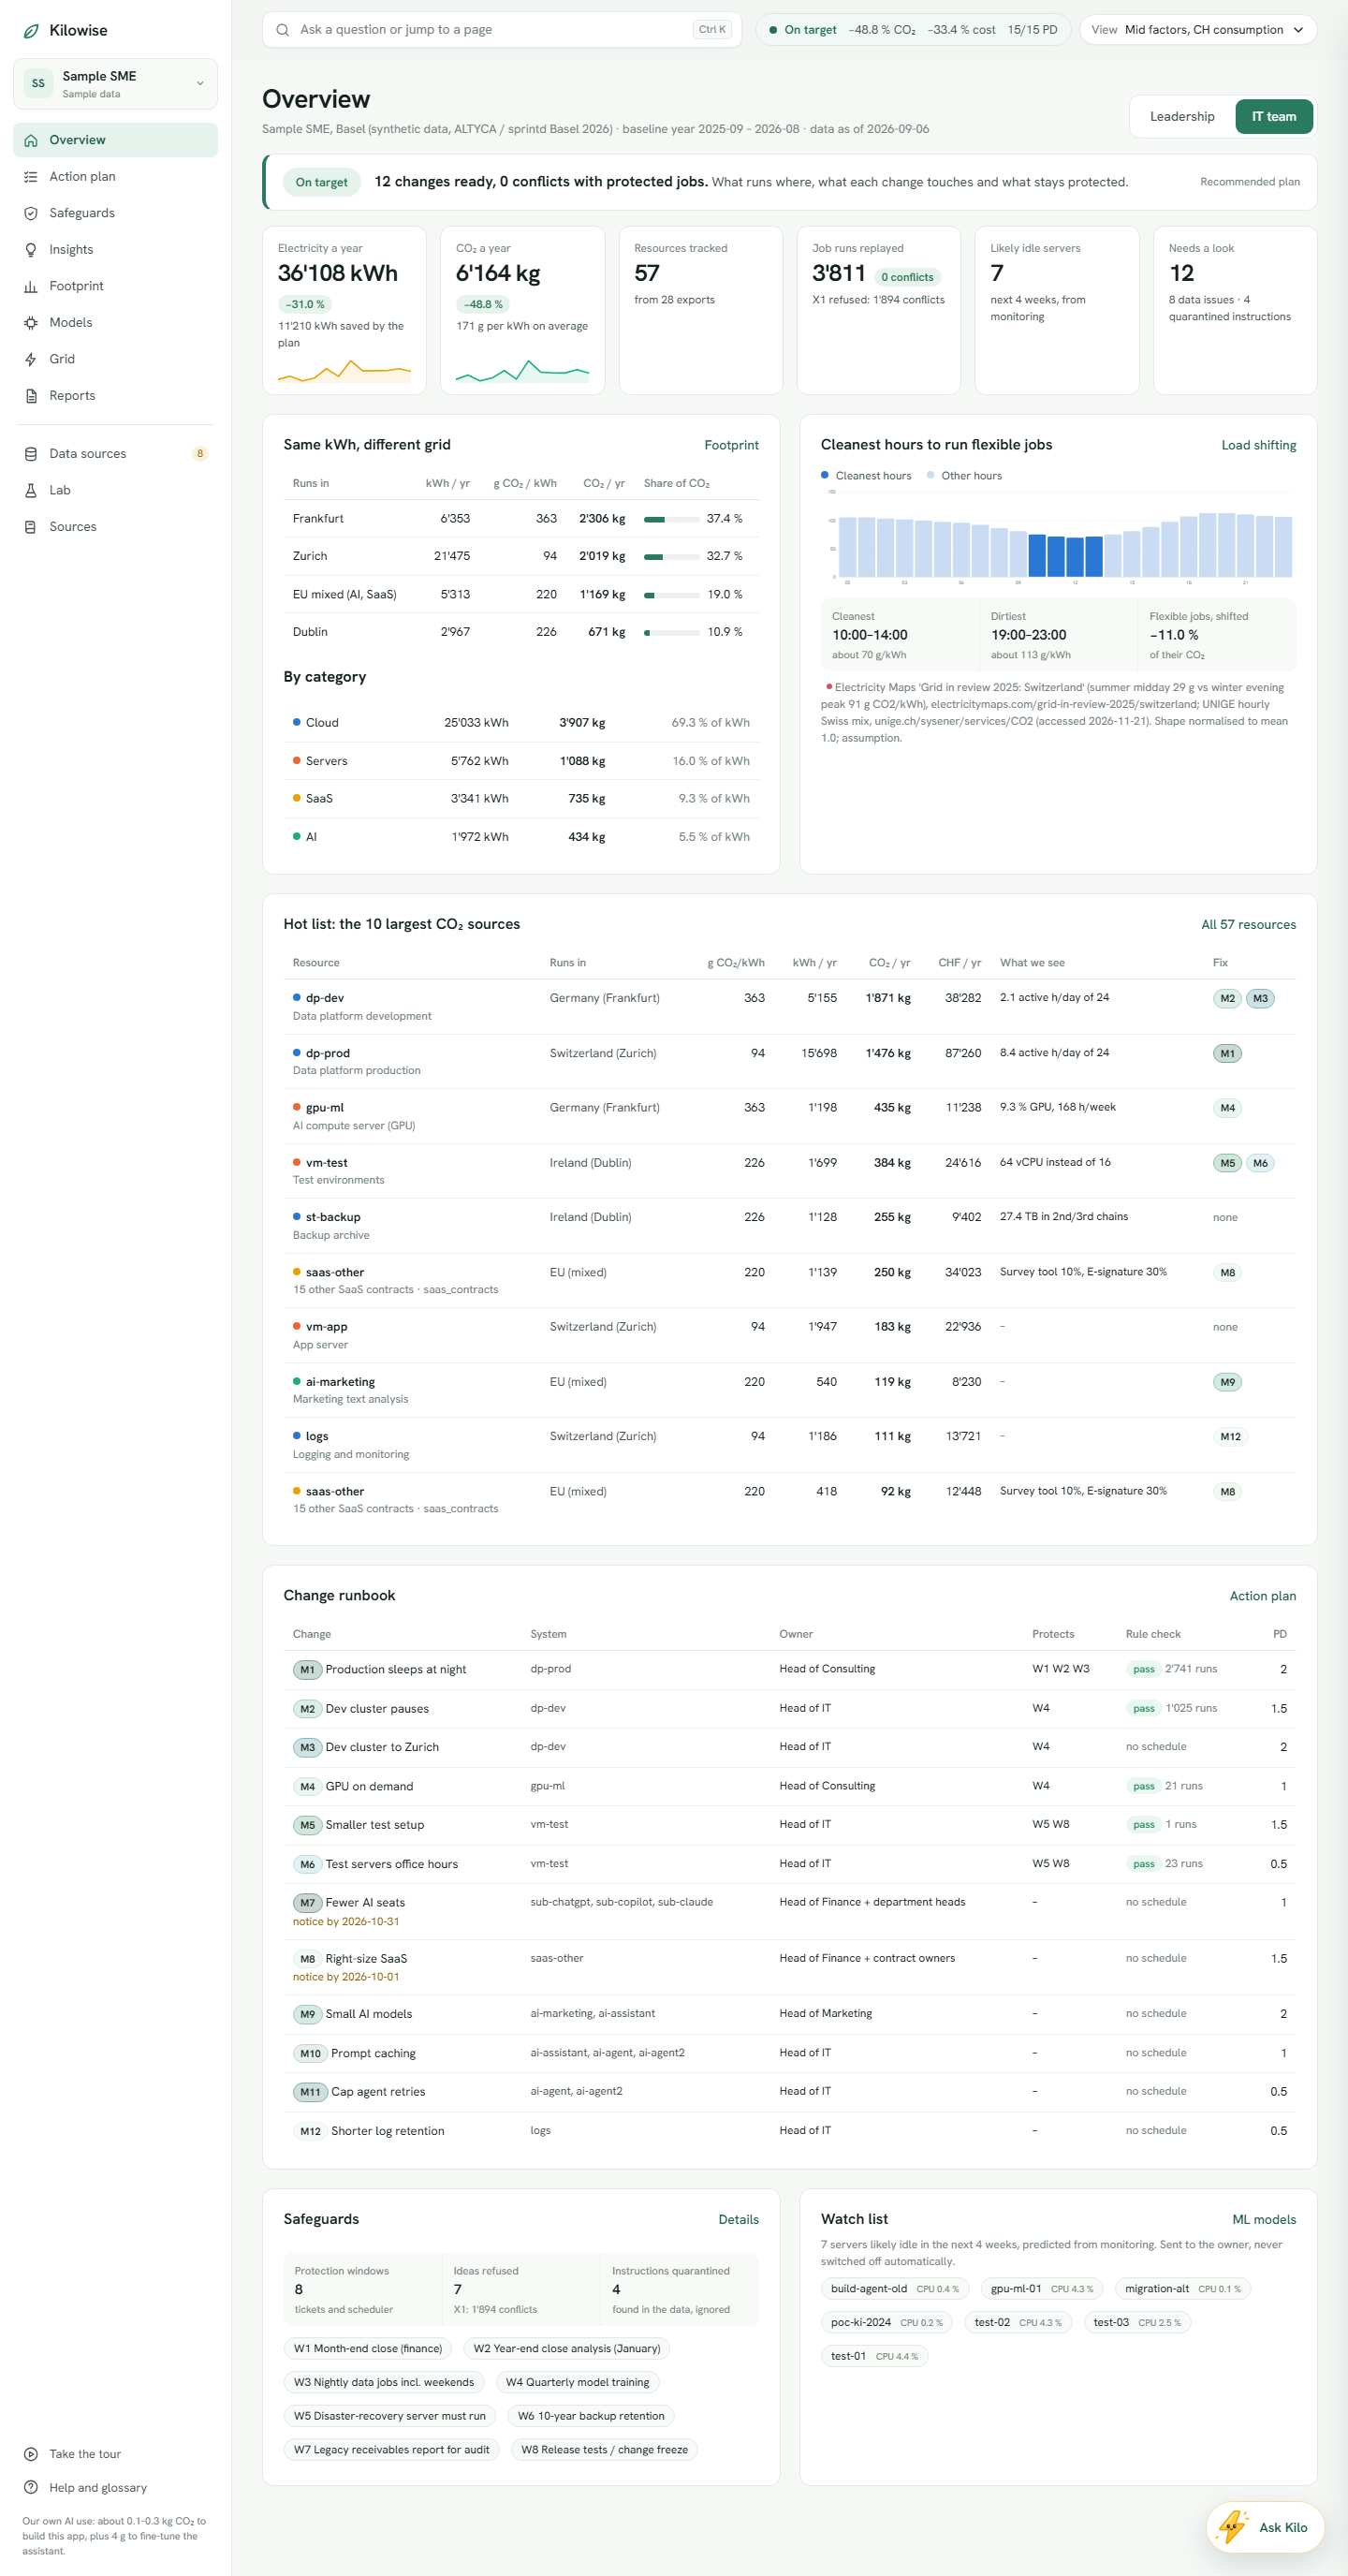 Kilowise
SS Sample SME
Sample data
Overview
Action plan
Safeguards
Insights
Footprint
Models
Grid
Reports
Data sources 8
Lab
Sources
Take the tour
Help and glossary
Our own AI use: about 0.1-0.3 kg CO₂ to
build this app, plus 4 g to fine-tune the
assistant.
Ask a question or jump to a page Ctrl K
On target −48.8 % CO₂ −33.4 % cost 15/15 PD
View Mid factors, CH consumption
Overview
Sample SME, Basel (synthetic data, ALTYCA / sprintd Basel 2026) · baseline year 2025-09 – 2026-08 · data as of 2026-09-06
Leadership IT team
On target 12 changes ready, 0 conflicts with protected jobs. What runs where, what each change touches and what stays protected. Recommended plan
Electricity a year
36'108 kWh
−31.0 %
11'210 kWh saved by the
plan
CO₂ a year
6'164 kg
−48.8 %
171 g per kWh on average
Resources tracked
57
from 28 exports
Job runs replayed
3'811 0 conflicts
X1 refused: 1'894 conflicts
Likely idle servers
7
next 4 weeks, from
monitoring
Needs a look
12
8 data issues · 4
quarantined instructions
Same kWh, different grid Footprint
Runs in kWh / yr g CO₂ / kWh CO₂ / yr Share of CO₂
Frankfurt 6'353 363 2'306 kg 37.4 %
Zurich 21'475 94 2'019 kg 32.7 %
EU mixed (AI, SaaS) 5'313 220 1'169 kg 19.0 %
Dublin 2'967 226 671 kg 10.9 %
By category
Cloud 25'033 kWh 3'907 kg 69.3 % of kWh
Servers 5'762 kWh 1'088 kg 16.0 % of kWh
SaaS 3'341 kWh 735 kg 9.3 % of kWh
AI 1'972 kWh 434 kg 5.5 % of kWh
Cleanest hours to run flexible jobs Load shifting
Cleanest hours Other hours
150
100
50
0
00 03 06 09 12 15 18 21
Cleanest
10:00–14:00
about 70 g/kWh
Dirtiest
19:00–23:00
about 113 g/kWh
Flexible jobs, shifted
−11.0 %
of their CO₂
Electricity Maps 'Grid in review 2025: Switzerland' (summer midday 29 g vs winter evening
peak 91 g CO2/kWh), electricitymaps.com/grid-in-review-2025/switzerland; UNIGE hourly
Swiss mix, unige.ch/sysener/services/CO2 (accessed 2026-11-21). Shape normalised to mean
1.0; assumption.
Hot list: the 10 largest CO₂ sources All 57 resources
Resource Runs in g CO₂/kWh kWh / yr CO₂ / yr CHF / yr What we see Fix
dp-dev Germany (Frankfurt) 363 5'155 1'871 kg 38'282 2.1 active h/day of 24 M2 M3
Data platform development
dp-prod Switzerland (Zurich) 94 15'698 1'476 kg 87'260 8.4 active h/day of 24 M1
Data platform production
gpu-ml Germany (Frankfurt) 363 1'198 435 kg 11'238 9.3 % GPU, 168 h/week M4
AI compute server (GPU)
vm-test Ireland (Dublin) 226 1'699 384 kg 24'616 64 vCPU instead of 16 M5 M6
Test environments
st-backup Ireland (Dublin) 226 1'128 255 kg 9'402 27.4 TB in 2nd/3rd chains none
Backup archive
saas-other EU (mixed) 220 1'139 250 kg 34'023 Survey tool 10%, E-signature 30% M8
15 other SaaS contracts · saas_contracts
vm-app Switzerland (Zurich) 94 1'947 183 kg 22'936 – none
App server
ai-marketing EU (mixed) 220 540 119 kg 8'230 – M9
Marketing text analysis
logs Switzerland (Zurich) 94 1'186 111 kg 13'721 – M12
Logging and monitoring
saas-other EU (mixed) 220 418 92 kg 12'448 Survey tool 10%, E-signature 30% M8
15 other SaaS contracts · saas_contracts
Change runbook Action plan
Change System Owner Protects Rule check PD
M1 Production sleeps at night dp-prod Head of Consulting W1 W2 W3 pass 2'741 runs 2
M2 Dev cluster pauses dp-dev Head of IT W4 pass 1'025 runs 1.5
M3 Dev cluster to Zurich dp-dev Head of IT W4 no schedule 2
M4 GPU on demand gpu-ml Head of Consulting W4 pass 21 runs 1
M5 Smaller test setup vm-test Head of IT W5 W8 pass 1 runs 1.5
M6 Test servers office hours vm-test Head of IT W5 W8 pass 23 runs 0.5
M7 Fewer AI seats sub-chatgpt, sub-copilot, sub-claude Head of Finance + department heads – no schedule 1
notice by 2026-10-31
M8 Right-size SaaS saas-other Head of Finance + contract owners – no schedule 1.5
notice by 2026-10-01
M9 Small AI models ai-marketing, ai-assistant Head of Marketing – no schedule 2
M10 Prompt caching ai-assistant, ai-agent, ai-agent2 Head of IT – no schedule 1
M11 Cap agent retries ai-agent, ai-agent2 Head of IT – no schedule 0.5
M12 Shorter log retention logs Head of IT – no schedule 0.5
Safeguards Details
Protection windows
8
tickets and scheduler
Ideas refused
7
X1: 1'894 conflicts
Instructions quarantined
4
found in the data, ignored
W1 Month-end close (finance) W2 Year-end close analysis (January)
W3 Nightly data jobs incl. weekends W4 Quarterly model training
W5 Disaster-recovery server must run W6 10-year backup retention
W7 Legacy receivables report for audit W8 Release tests / change freeze
Watch list ML models
7 servers likely idle in the next 4 weeks, predicted from monitoring. Sent to the owner, never
switched off automatically.
build-agent-old CPU 0.4 % gpu-ml-01 CPU 4.3 % migration-alt CPU 0.1 %
poc-ki-2024 CPU 0.2 % test-02 CPU 4.3 % test-03 CPU 2.5 %
test-01 CPU 4.4 %
Ask Kilo